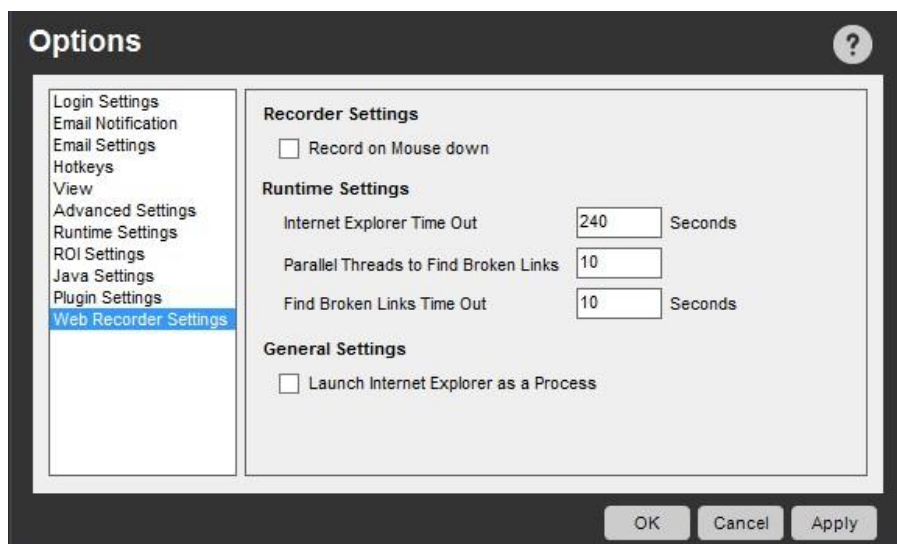 Options
?
Login Settings
Email Notification
Email Settings
Hotkeys
View
Advanced Settings
Runtime Settings
ROI Settings
Java Settings
Plugin Settings
Web Recorder Settings
Recorder Settings
Record on Mouse down
Runtime Settings
Internet Explorer Time Out 240 Seconds
Parallel Threads to Find Broken Links 10
Find Broken Links Time Out 10 Seconds
General Settings
Launch Internet Explorer as a Process
OK Cancel Apply